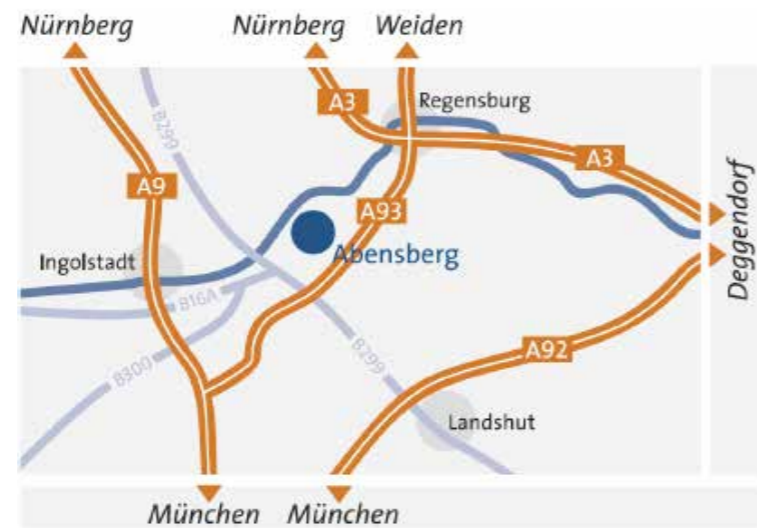 Nürnberg
Nürnberg
Weiden
A3
Regensburg
B299
A3
A9
A93
Deggendorf
Abensberg
Ingolstadt
B16A
B300
B299
A92
Landshut
München
München